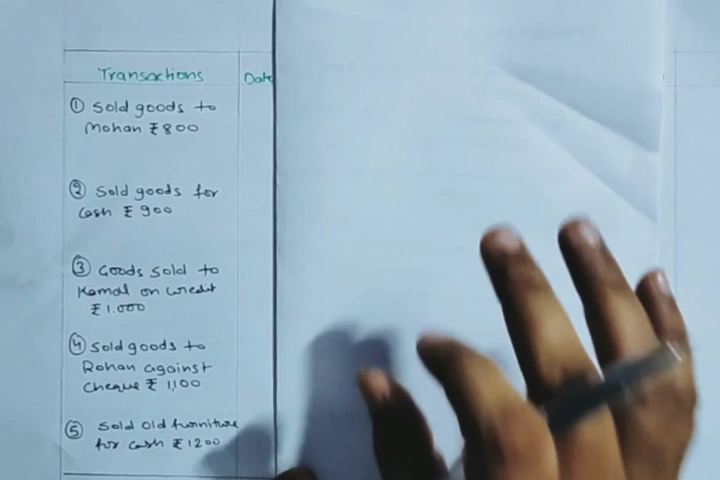 Transactions
Date
① Sold goods to
Mohan ₹ 800
② Sold goods for
Cash ₹ 900
③ Goods sold to
Kamal on credit
₹ 1,000.
④ Sold goods to
Rohan against
Cheque ₹ 1,100.
⑤ Sold Old furniture
for cash ₹ 1200.